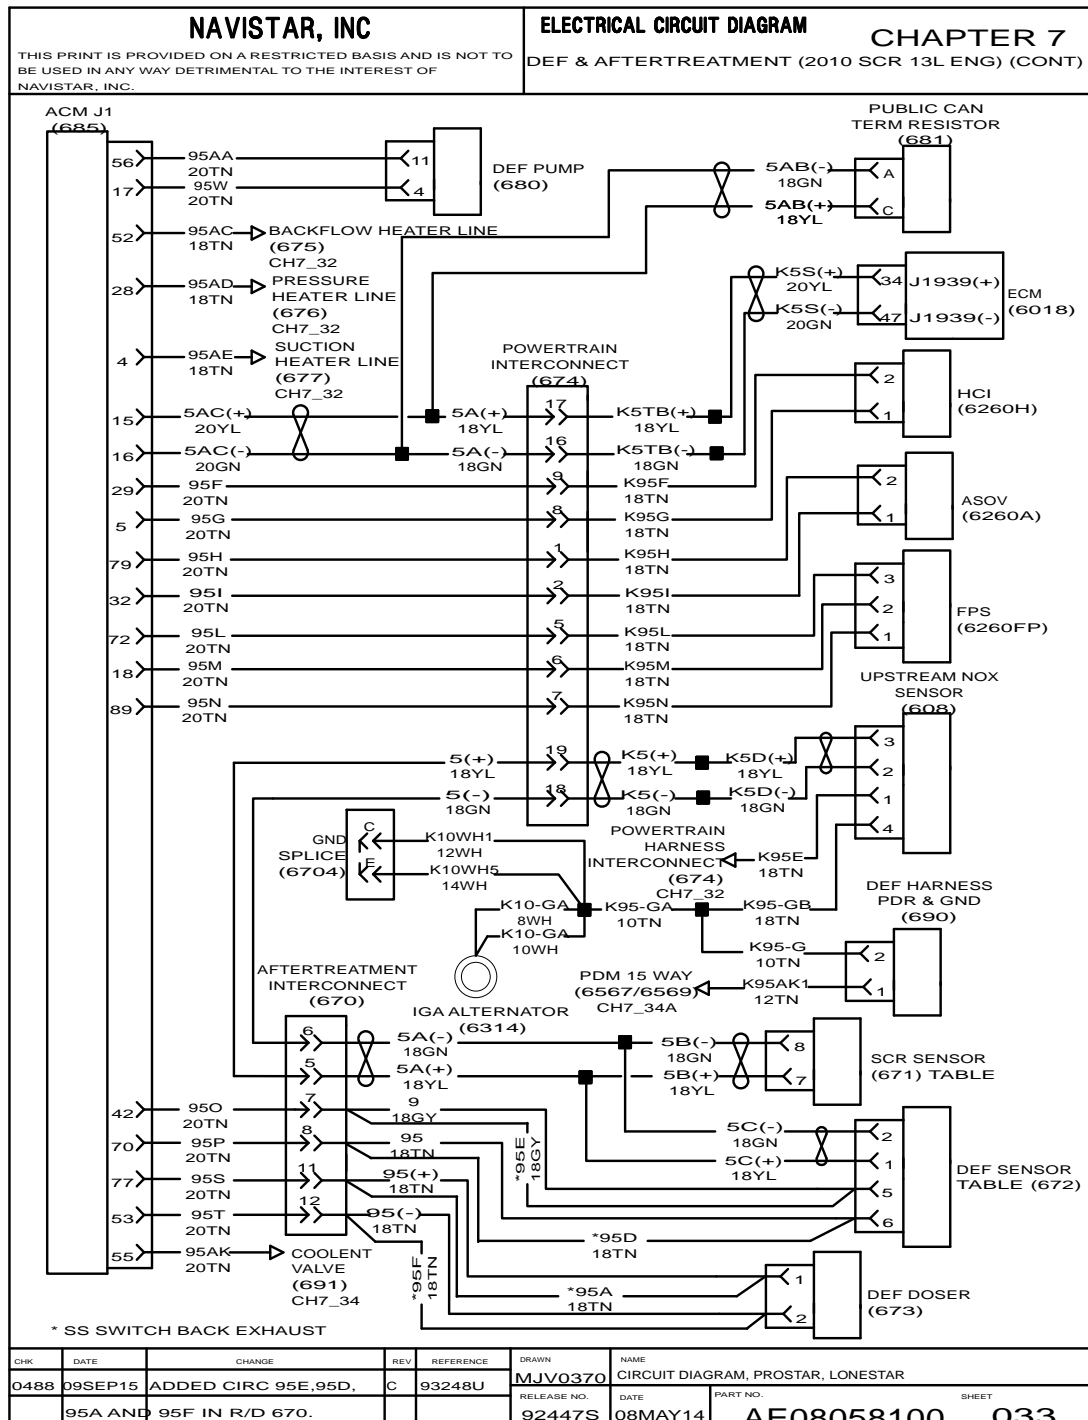 NAVISTAR, INC
THIS PRINT IS PROVIDED ON A RESTRICTED BASIS AND IS NOT TO
BE USED IN ANY WAY DETRIMENTAL TO THE INTEREST OF
NAVISTAR, INC.
ELECTRICAL CIRCUIT DIAGRAM
CHAPTER 7
DEF & AFTERTREATMENT (2010 SCR 13L ENG) (CONT)
ACM J1
(685)
56
95AA
20TN
11
17
95W
20TN
4
DEF PUMP
(680)
PUBLIC CAN
TERM RESISTOR
(681)
5AB(-)
18GN
A
5AB(+)
18YL
C
52
95AC
18TN
BACKFLOW HEATER LINE
(675)
CH7_32
28
95AD
18TN
PRESSURE
HEATER LINE
(676)
CH7_32
4
95AE
18TN
SUCTION
HEATER LINE
(677)
CH7_32
K5S(+)
20YL
34
J1939(+)
K5S(-)
20GN
47
J1939(-)
ECM
(6018)
POWERTRAIN
INTERCONNECT
(674)
2
1
HCI
(6260H)
15
5AC(+)
20YL
5A(+)
18YL
17
K5TB(+)
18YL
16
5AC(-)
20GN
5A(-)
18GN
16
K5TB(-)
18GN
29
95F
20TN
9
K95F
18TN
5
95G
20TN
8
K95G
18TN
2
1
ASOV
(6260A)
79
95H
20TN
1
K95H
18TN
32
95I
20TN
2
K95I
18TN
3
2
1
FPS
(6260FP)
72
95L
20TN
5
K95L
18TN
18
95M
20TN
6
K95M
18TN
89
95N
20TN
7
K95N
18TN
UPSTREAM NOX
SENSOR
(608)
5(+)
18YL
19
K5(+)
18YL
K5D(+)
18YL
3
5(-)
18GN
18
K5(-)
18GN
K5D(-)
18GN
2
1
4
GND
SPLICE
(6704)
C
E
K10WH1
12WH
K10WH5
14WH
POWERTRAIN
HARNESS
INTERCONNECT
(674)
CH7_32
K95E
18TN
K10-GA
8WH
K10-GA
10WH
K95-GA
10TN
K95-GB
18TN
DEF HARNESS
PDR & GND
(690)
K95-G
10TN
2
PDM 15 WAY
(6567/6569)
CH7_34A
K95AK1
12TN
1
IGA ALTERNATOR
(6314)
AFTERTREATMENT
INTERCONNECT
(670)
6
5A(-)
18GN
5B(-)
18GN
8
5
5A(+)
18YL
5B(+)
18YL
7
SCR SENSOR
(671) TABLE
42
95O
20TN
7
9
18GY
70
95P
20TN
8
95
18TN
77
95S
20TN
11
95(+)
18TN
53
95T
20TN
12
95(-)
18TN
*95E
18GY
5C(-)
18GN
2
5C(+)
18YL
1
5
6
DEF SENSOR
TABLE (672)
*95D
18TN
55
95AK
20TN
COOLENT
VALVE
(691)
CH7_34
*95F
18TN
*95A
18TN
1
2
DEF DOSER
(673)
* SS SWITCH BACK EXHAUST
CHK DATE CHANGE REV REFERENCE
0488 09SEP15 ADDED CIRC 95E,95D, C 93248U
95A AND 95F IN R/D 670.
DRAWN
MJV0370
NAME
CIRCUIT DIAGRAM, PROSTAR, LONESTAR
RELEASE NO.
92447S
DATE
08MAY14
PART NO.
AE08058100
SHEET
033